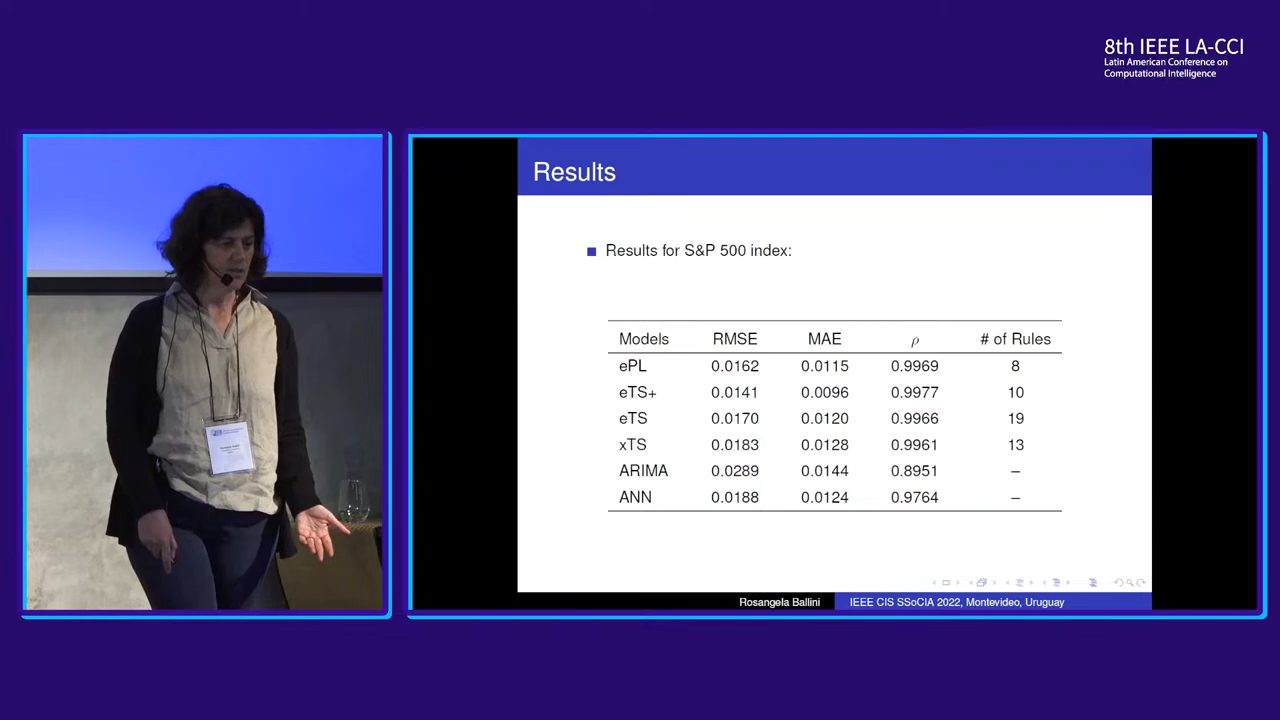 8th IEEE LA-CCI
Latin American Conference on
Computational Intelligence
Results
Results for S&P 500 index:
Models RMSE MAE ρ # of Rules
ePL 0.0162 0.0115 0.9969 8
eTS+ 0.0141 0.0096 0.9977 10
eTS 0.0170 0.0120 0.9966 19
xTS 0.0183 0.0128 0.9961 13
ARIMA 0.0289 0.0144 0.8951 –
ANN 0.0188 0.0124 0.9764 –
Rosangela Ballini IEEE CIS SSoCIA 2022, Montevideo, Uruguay